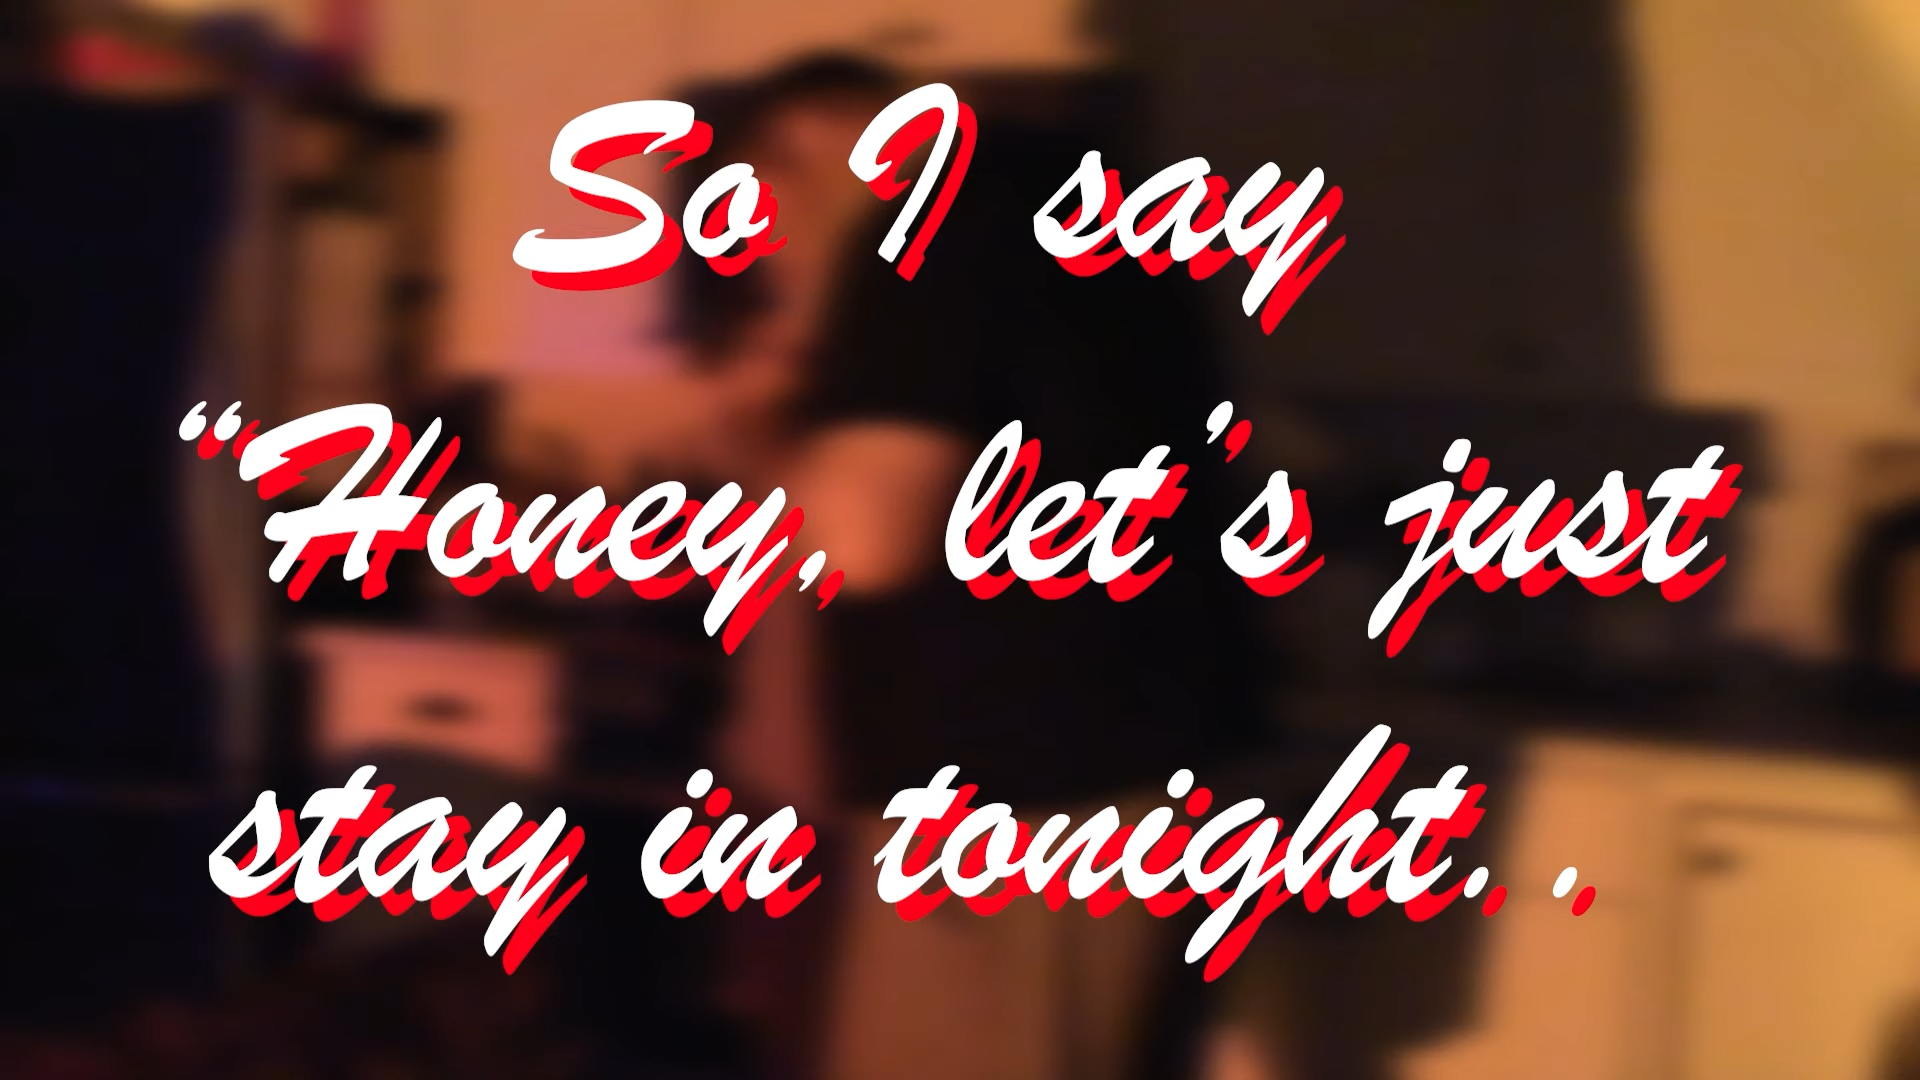 So I say
“Honey, let’s just
stay in tonight. .